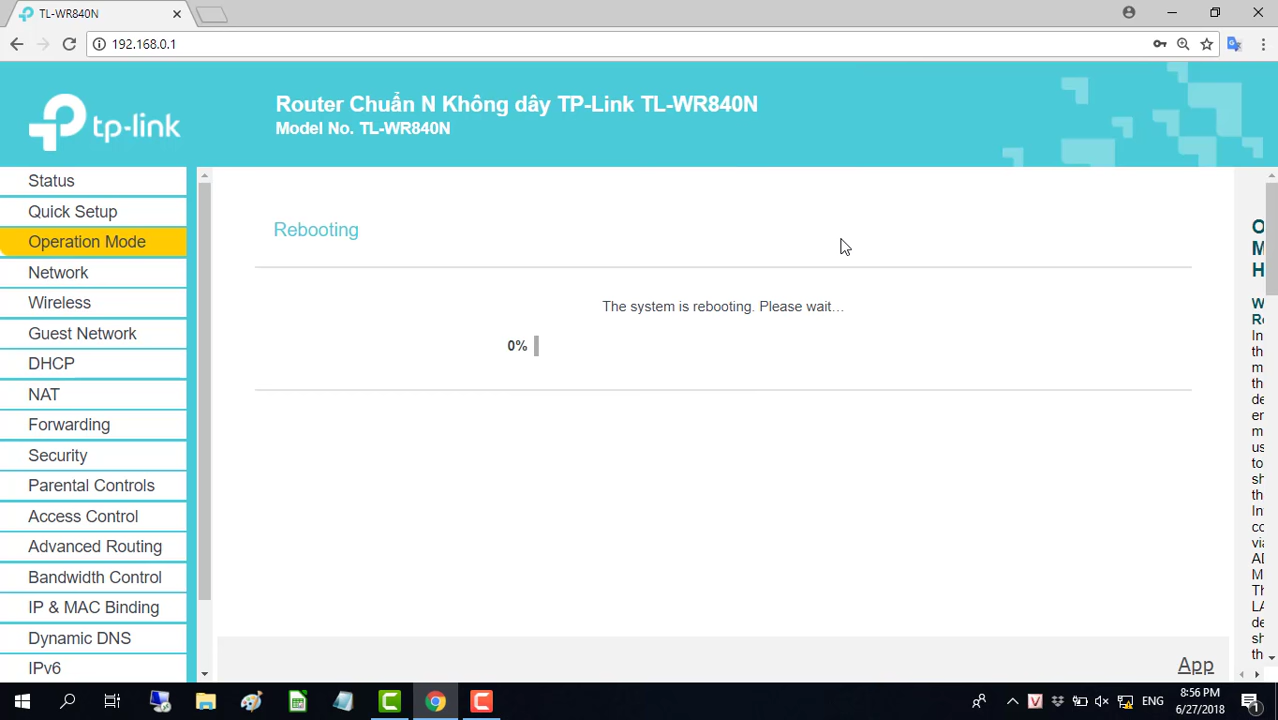 TL-WR840N
192.168.0.1
tp-link
Router Chuẩn N Không dây TP-Link TL-WR840N
Model No. TL-WR840N
Status
Quick Setup
Operation Mode
Network
Wireless
Guest Network
DHCP
NAT
Forwarding
Security
Parental Controls
Access Control
Advanced Routing
Bandwidth Control
IP & MAC Binding
Dynamic DNS
IPv6
Rebooting
The system is rebooting. Please wait...
0%
App
ENG
8:56 PM
6/27/2018